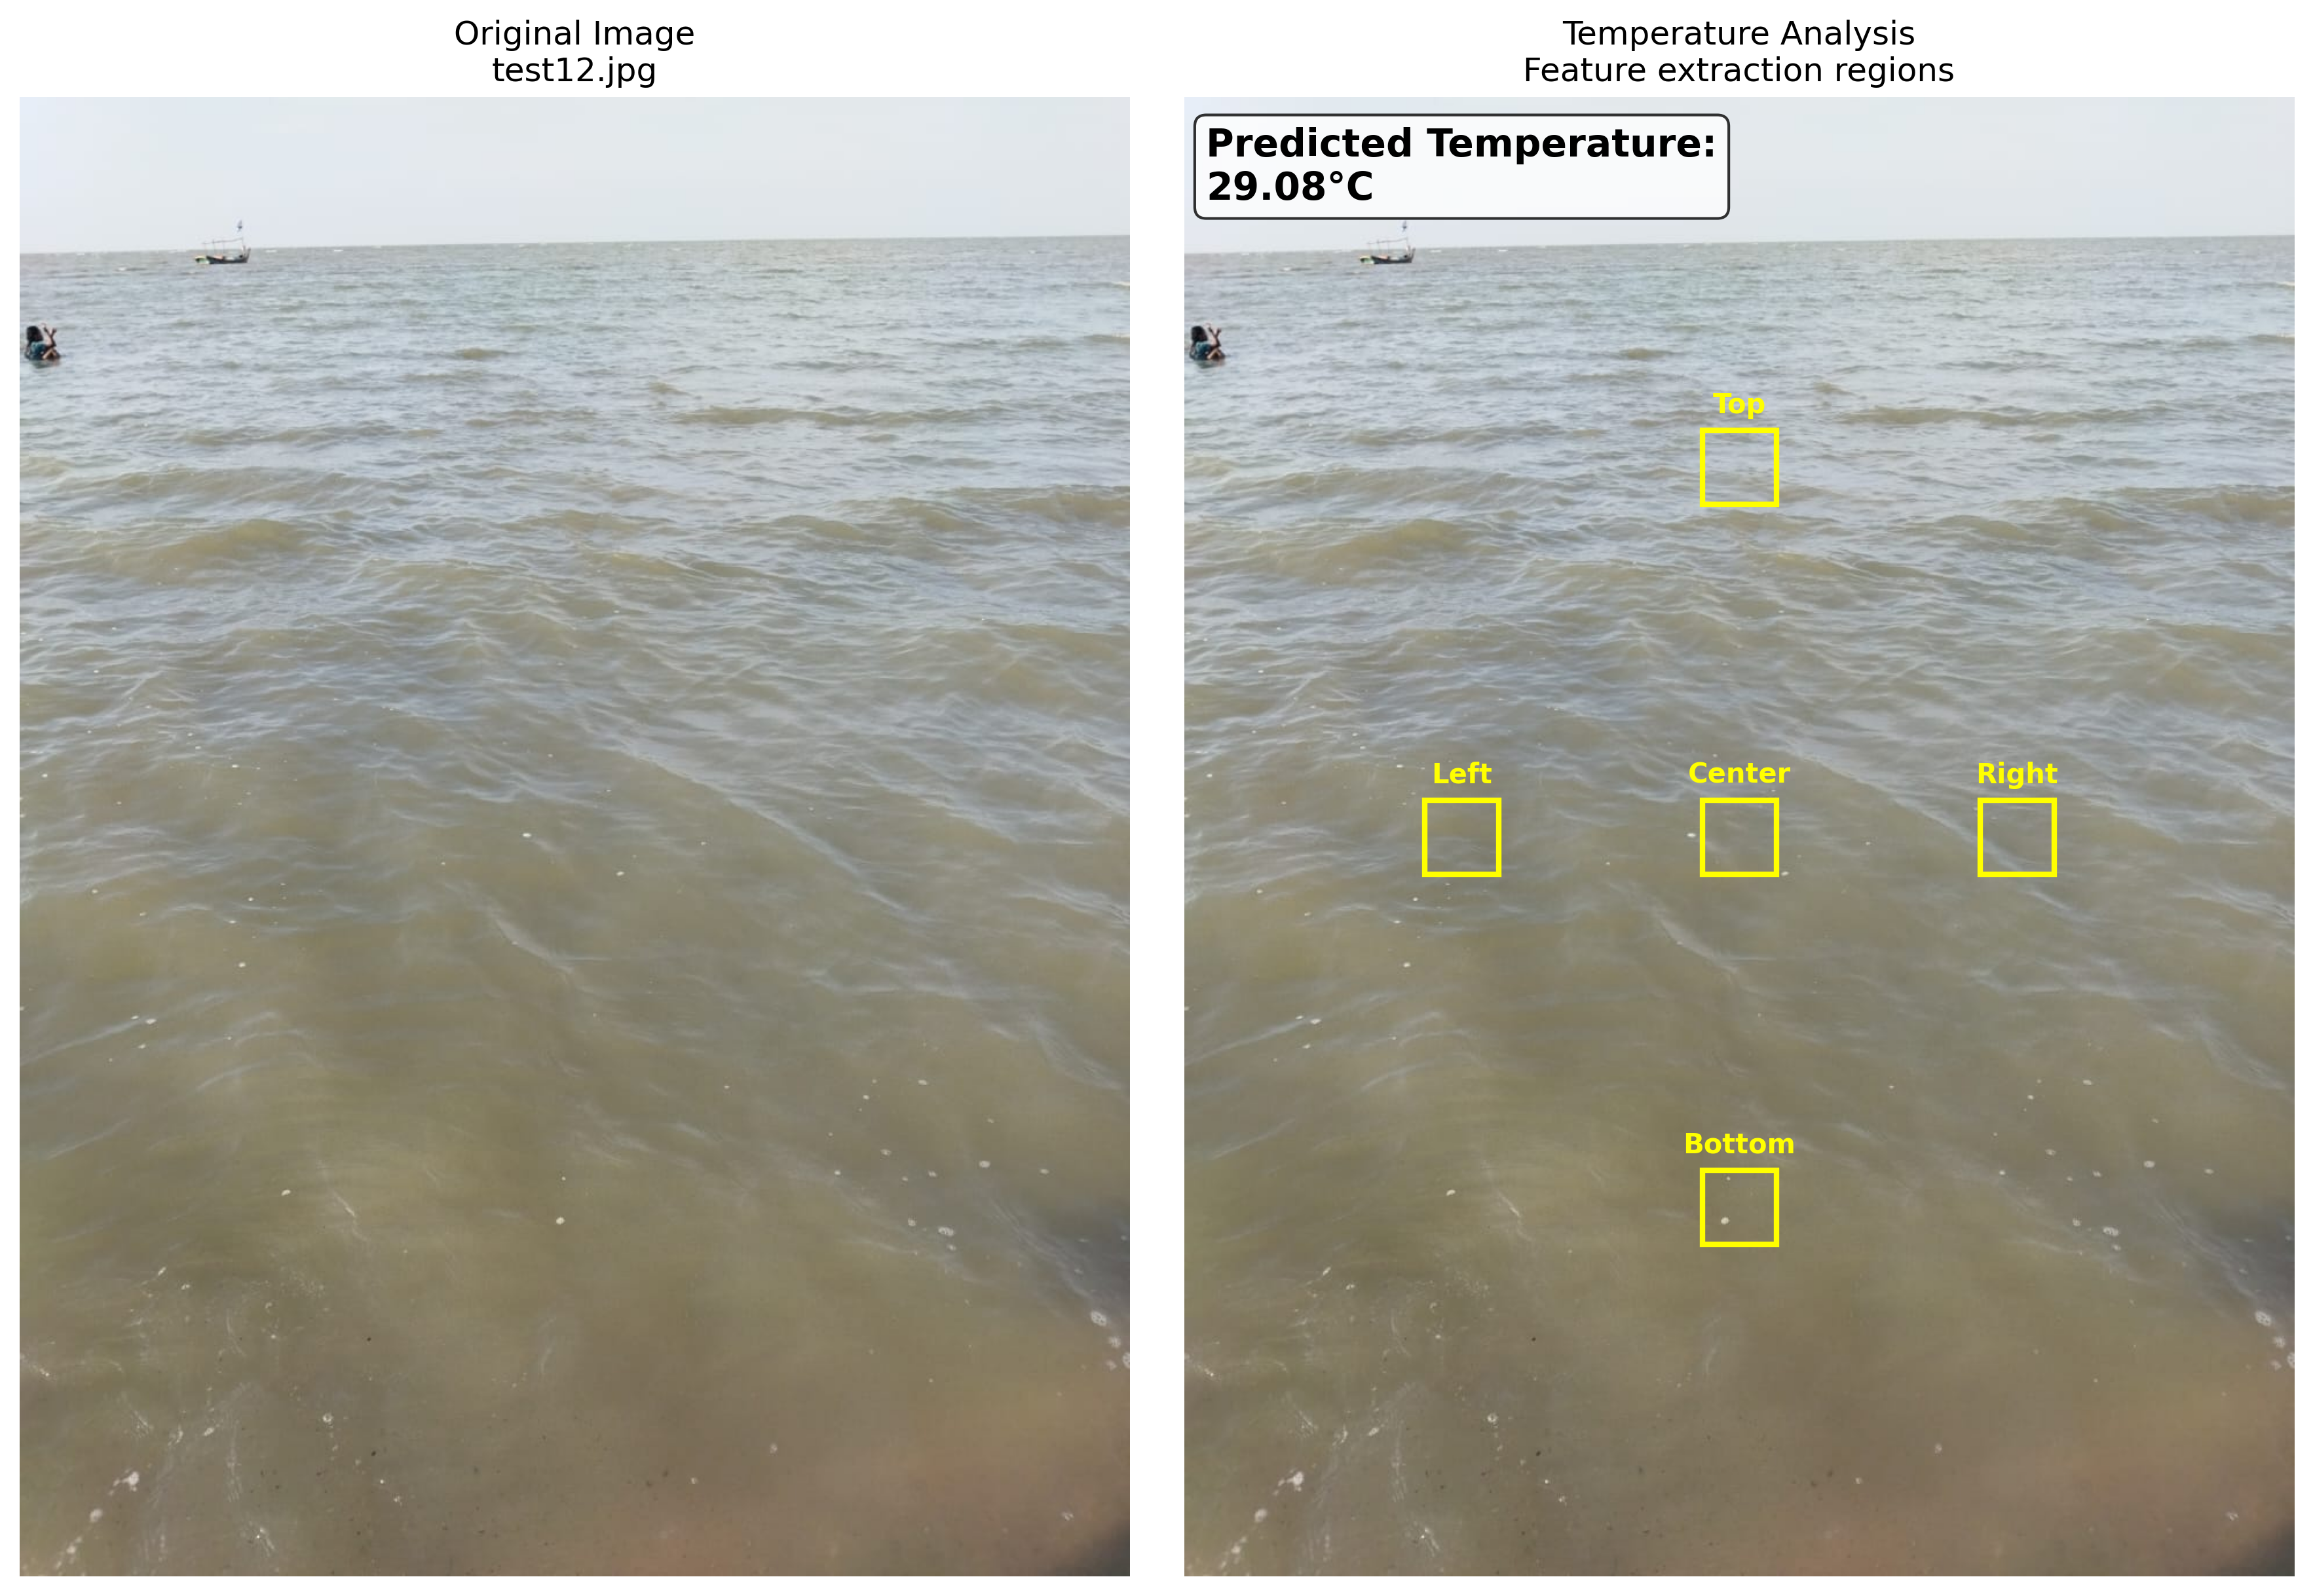 Original Image
test12.jpg
Temperature Analysis
Feature extraction regions
Predicted Temperature:
29.08°C
Top
Left
Center
Right
Bottom